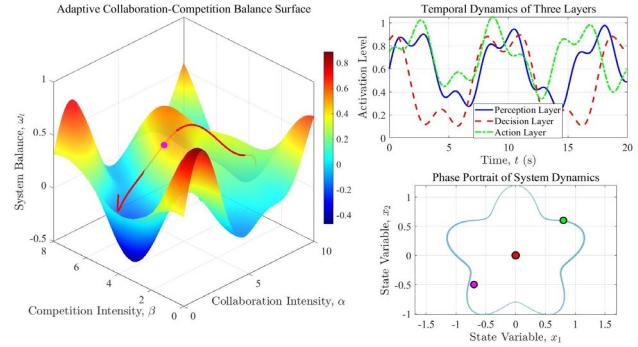 Adaptive Collaboration-Competition Balance Surface
System Balance, ω_t
1
0.5
0
-0.5
8
6
4
2
0
Competition Intensity, β
0
5
10
Collaboration Intensity, α
0.8
0.6
0.4
0.2
0
-0.2
-0.4
Temporal Dynamics of Three Layers
Activation Level
1
0.8
0.6
0.4
0.2
0
Perception Layer
Decision Layer
Action Layer
0 5 10 15 20
Time, t (s)
Phase Portrait of System Dynamics
State Variable, x₂
1
0.5
0
-0.5
-1
-1.5 -1 -0.5 0 0.5 1 1.5
State Variable, x₁